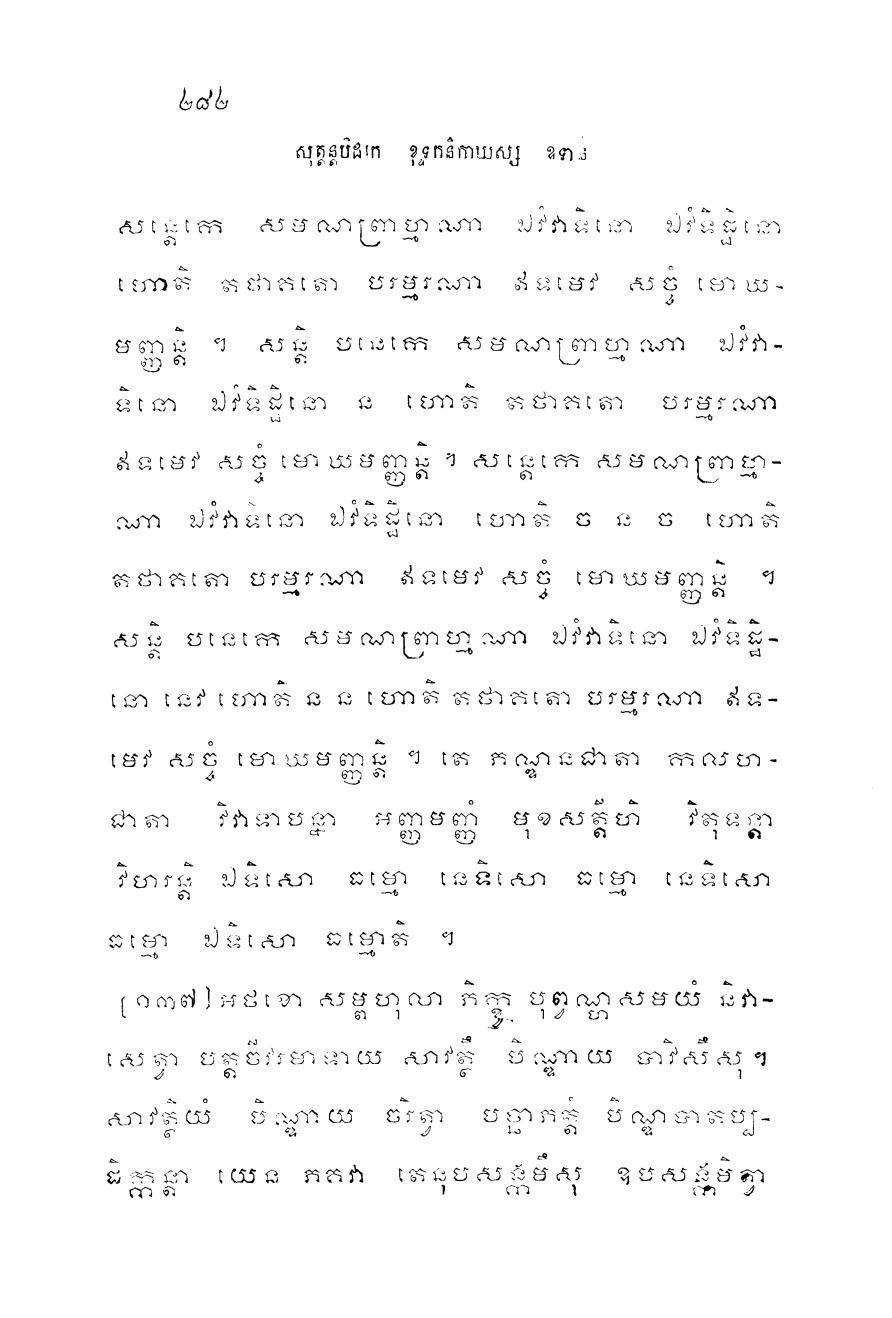 ២៨២
សុត្តន្តបិដកេ ខុទ្ទកនិកាយស្ស ឧទានំ
សន្តេកេ សមណព្រាហ្មណា ឯវំវាទិនោ ឯវំទិដ្ឋិនោ
ហោតិ តថាគតោ បរម្មរណា ឥទមេវ សច្ចំ មោឃ-
មញ្ញន្តិ ។ សន្តិ បនេកេ សមណព្រាហ្មណា ឯវំវា-
ទិនោ ឯវំទិដ្ឋិនោ ន ហោតិ តថាគតោ បរម្មរណា
ឥទមេវ សច្ចំ មោឃមញ្ញន្តិ ។ សន្តេកេ សមណព្រាហ្ម-
ណា ឯវំវាទិនោ ឯវំទិដ្ឋិនោ ហោតិ ច ន ច ហោតិ
តថាគតោ បរម្មរណា ឥទមេវ សច្ចំ មោឃមញ្ញន្តិ ។
សន្តិ បនេកេ សមណព្រាហ្មណា ឯវំវាទិនោ ឯវំទិដ្ឋិ-
នោ នេវ ហោតិ ន ន ហោតិ តថាគតោ បរម្មរណា ឥទ-
មេវ សច្ចំ មោឃមញ្ញន្តិ ។ តេ ភណ្ឌនជាតា កលហ-
ជាតា វិវាទាបន្នា អញ្ញមញ្ញំ មុខសត្តីហិ វិតុទន្តា
វិហរន្តិ ឯទិសោ ធម្មោ នេទិសោ ធម្មោ នេទិសោ
ធម្មោ ឯទិសោ ធម្មោតិ ។
[១៣៧] អថខោ សម្ពហុលា ភិក្ខូ បុព្វណ្ហសមយំ និវា-
សេត្វា បត្តចីវរមាទាយ សាវត្ថឹ បិណ្ឌាយ បាវិសឹសុ ។
សាវត្ថិយំ បិណ្ឌាយ ចរិត្វា បច្ឆាភត្តំ បិណ្ឌបាតប្ប-
ដិក្កន្តា យេន ភគវា តេនុបសង្កមឹសុ ឧបសង្កមិត្វា